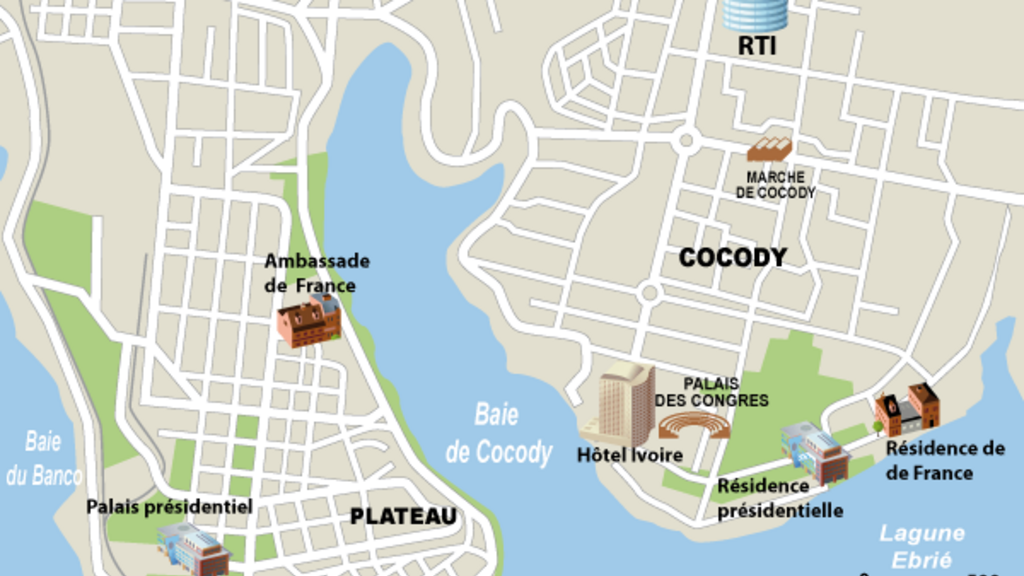 RTI
MARCHE
DE COCODY
COCODY
Ambassade
de France
PALAIS
DES CONGRES
Baie
de Cocody
Baie
du Banco
Hôtel Ivoire
Résidence de
de France
Résidence
présidentielle
Palais présidentiel
PLATEAU
Lagune
Ebrié